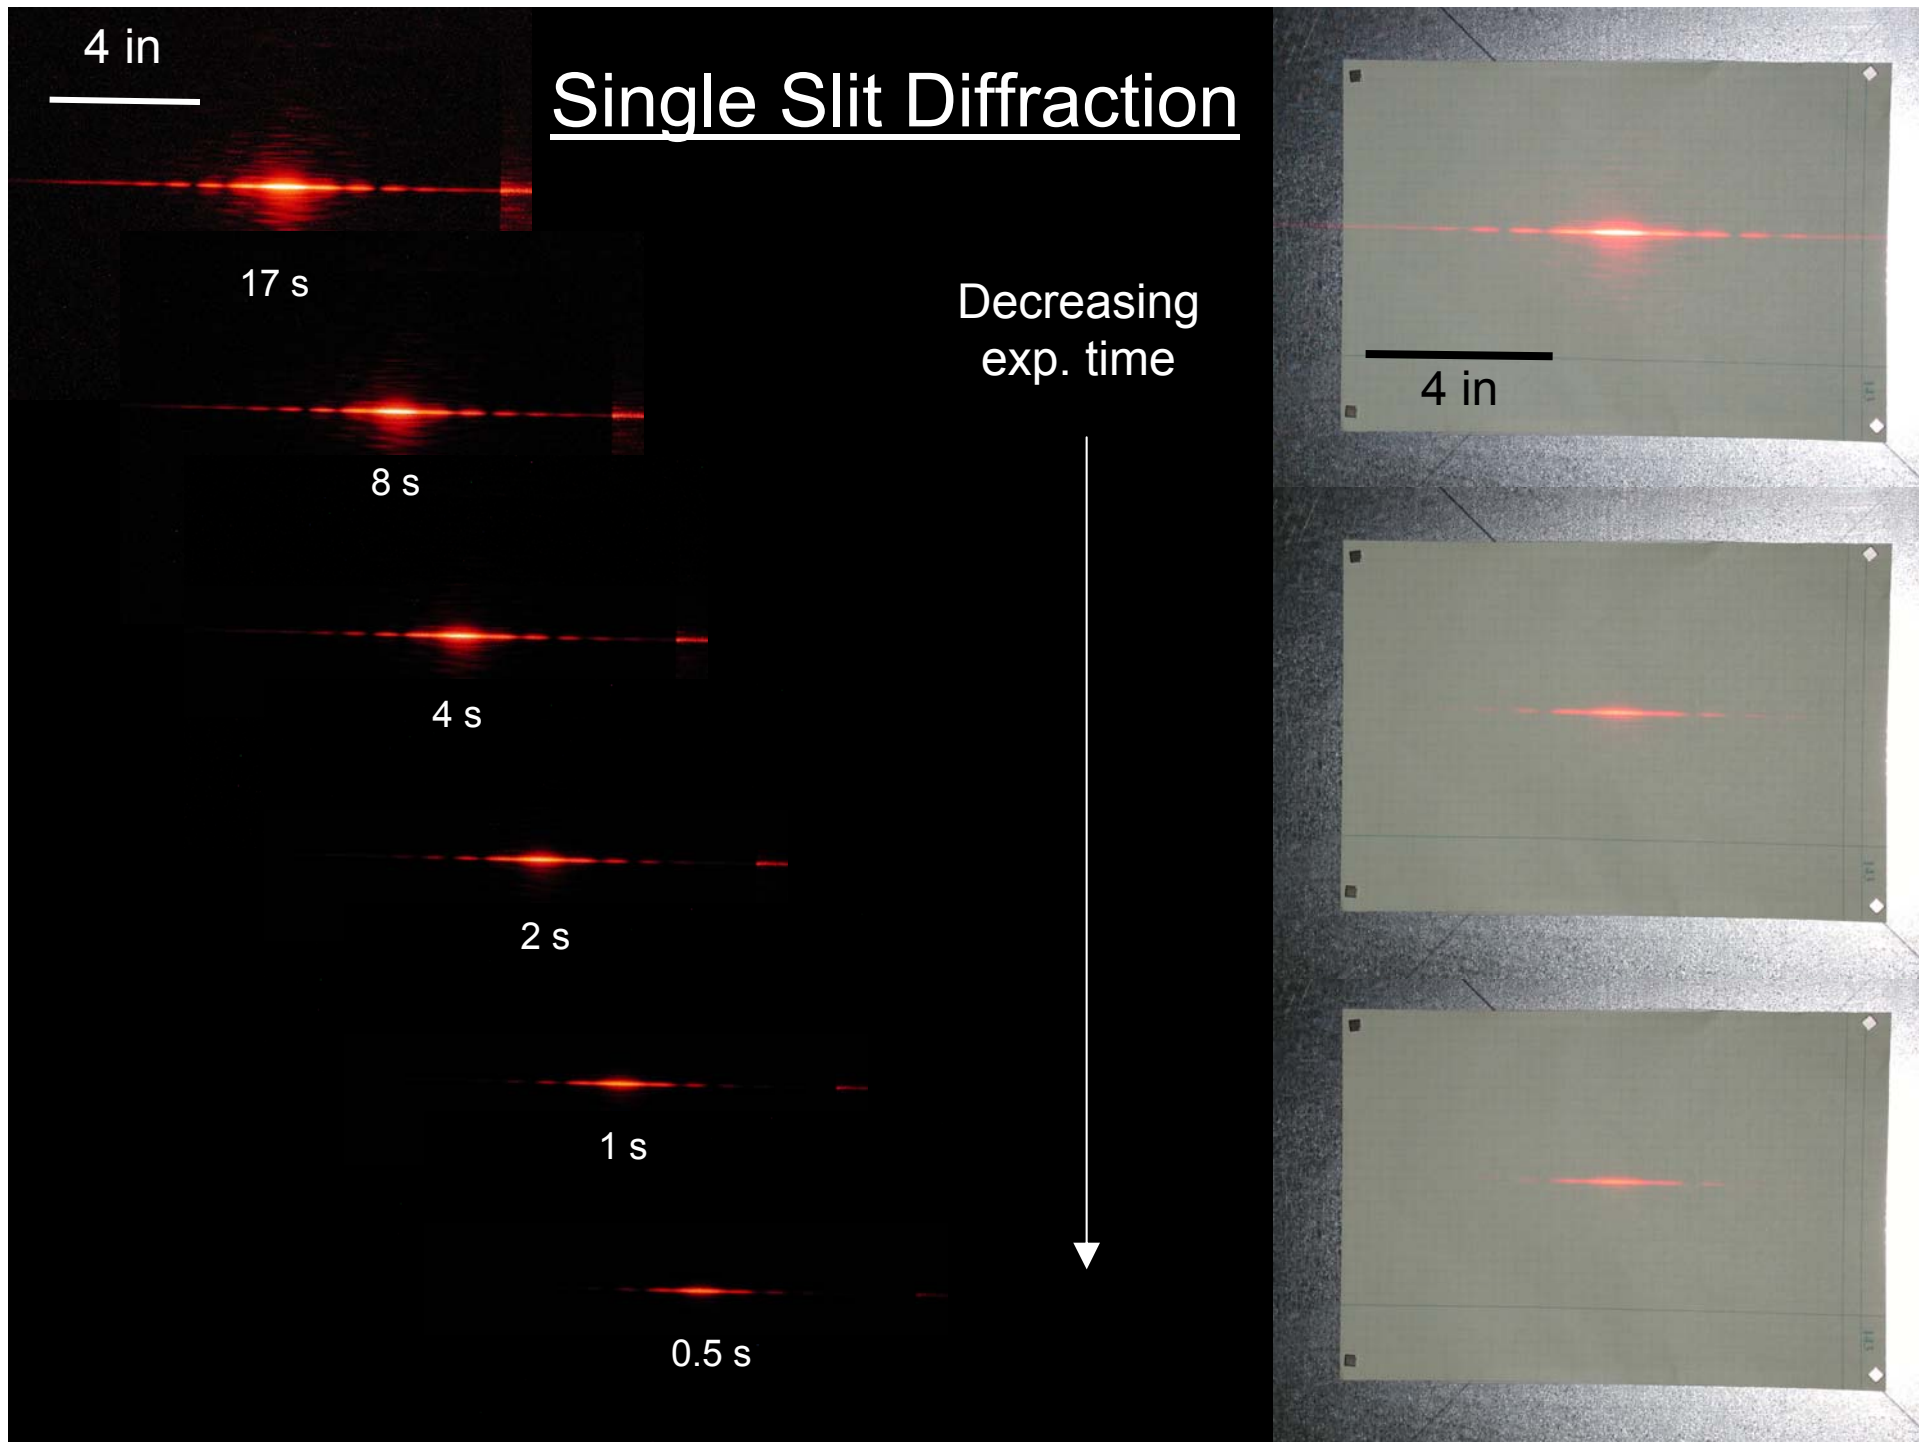 4 in
Single Slit Diffraction
17 s
Decreasing
exp. time
4 in
8 s
4 s
2 s
1 s
0.5 s